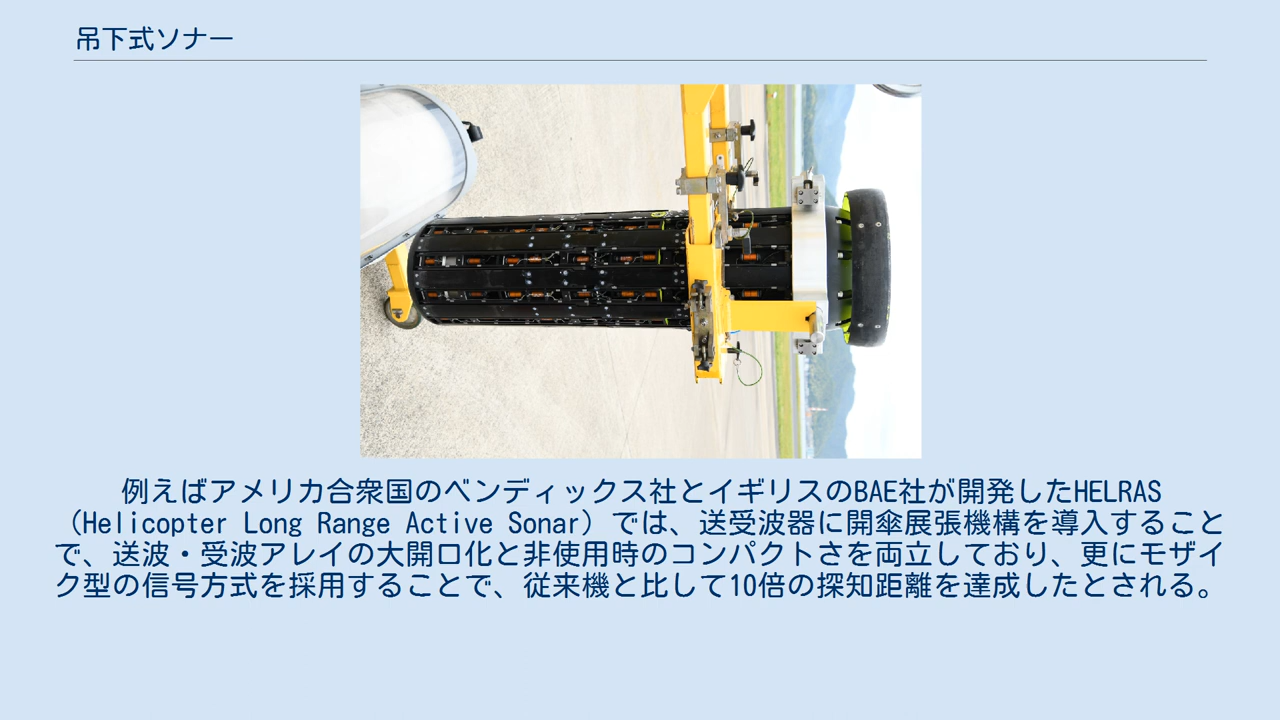 吊下式ソナー
例えばアメリカ合衆国のベンディックス社とイギリスのBAE社が開発したHELRAS
（Helicopter Long Range Active Sonar）では、送受波器に開傘展張機構を導入すること
で、送波・受波アレイの大開口化と非使用時のコンパクトさを両立しており、更にモザイ
ク型の信号方式を採用することで、従来機と比して10倍の探知距離を達成したとされる。